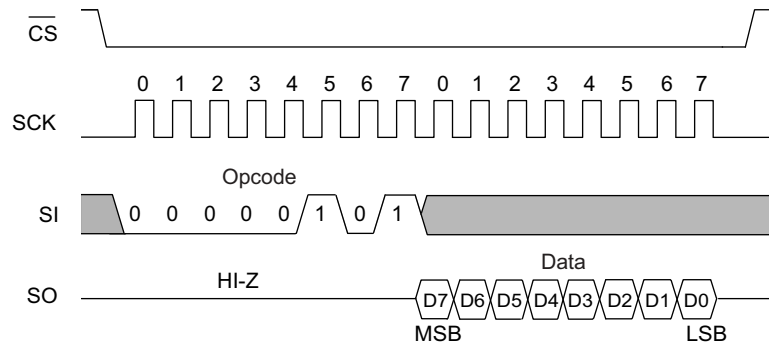 CS
0 1 2 3 4 5 6 7 0 1 2 3 4 5 6 7
SCK
Opcode
SI 0 0 0 0 0 1 0 1
Data
HI-Z
SO D7 D6 D5 D4 D3 D2 D1 D0
MSB LSB